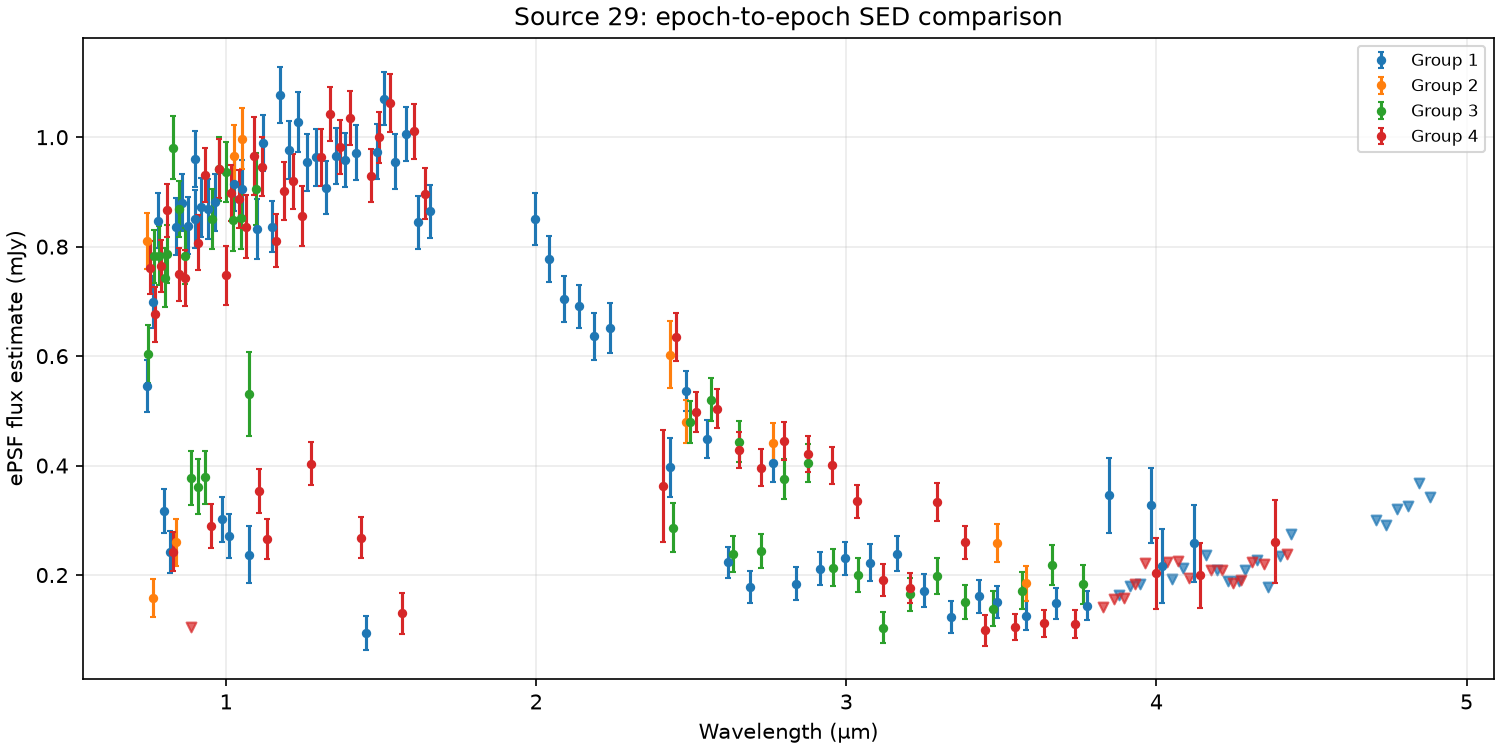 Source 29: epoch-to-epoch SED comparison
Group 1
Group 2
Group 3
Group 4
ePSF flux estimate (mJy)
1.0
0.8
0.6
0.4
0.2
1 2 3 4 5
Wavelength (μm)